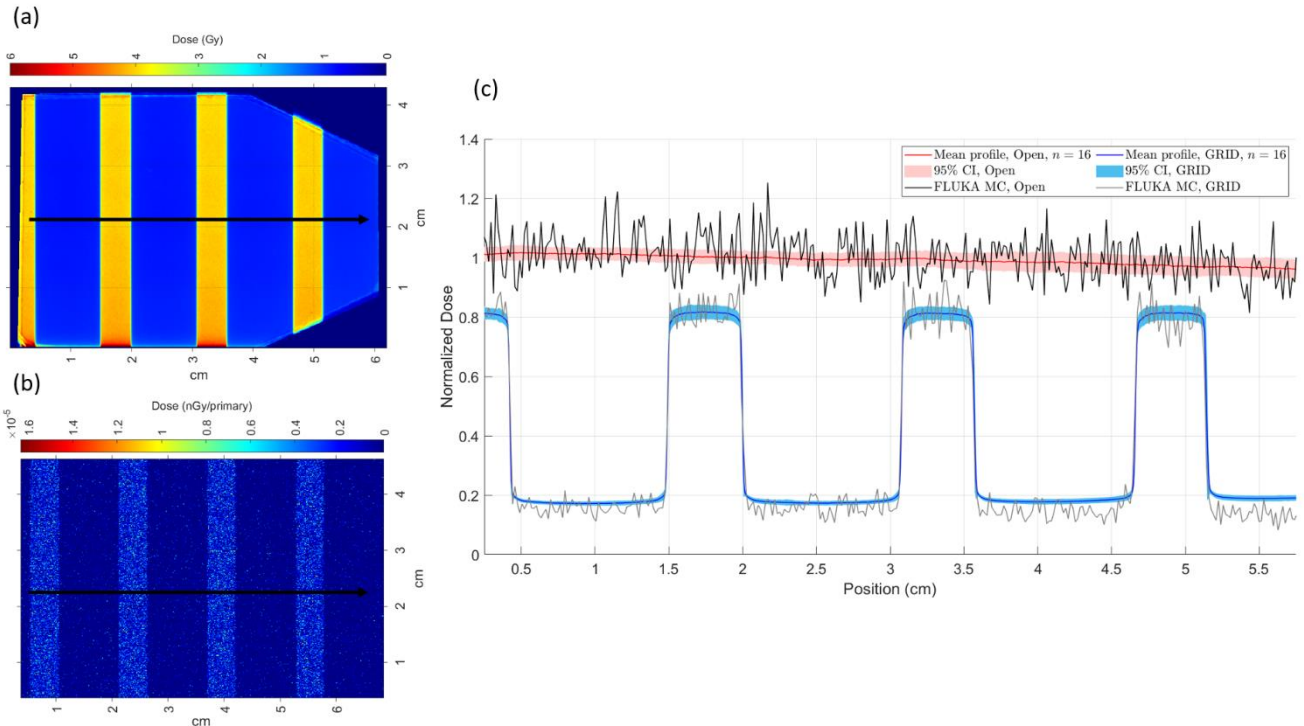 (a)
Dose (Gy)
6 5 4 3 2 1 0
4
3
2
1
cm
1 2 3 4 5 6
cm
(b)
Dose (nGy/primary)
×10⁻⁵
1.6 1.4 1.2 1 0.8 0.6 0.4 0.2 0
4
3
2
1
cm
1 2 3 4 5 6
cm
(c)
Mean profile, Open, n = 16
95% CI, Open
FLUKA MC, Open
Mean profile, GRID, n = 16
95% CI, GRID
FLUKA MC, GRID
Normalized Dose
1.4
1.2
1
0.8
0.6
0.4
0.2
0
0.5 1 1.5 2 2.5 3 3.5 4 4.5 5 5.5
Position (cm)